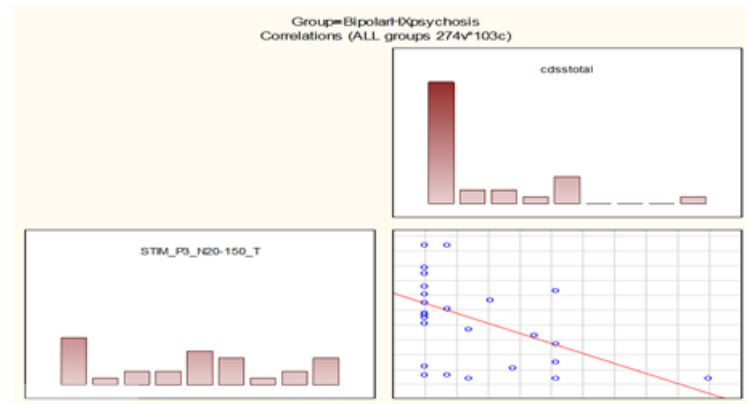 Group=BipolarHXpsychosis
Correlations (ALL groups 274v*103c)
cdsstotal
STIM_P3_N20-150_T